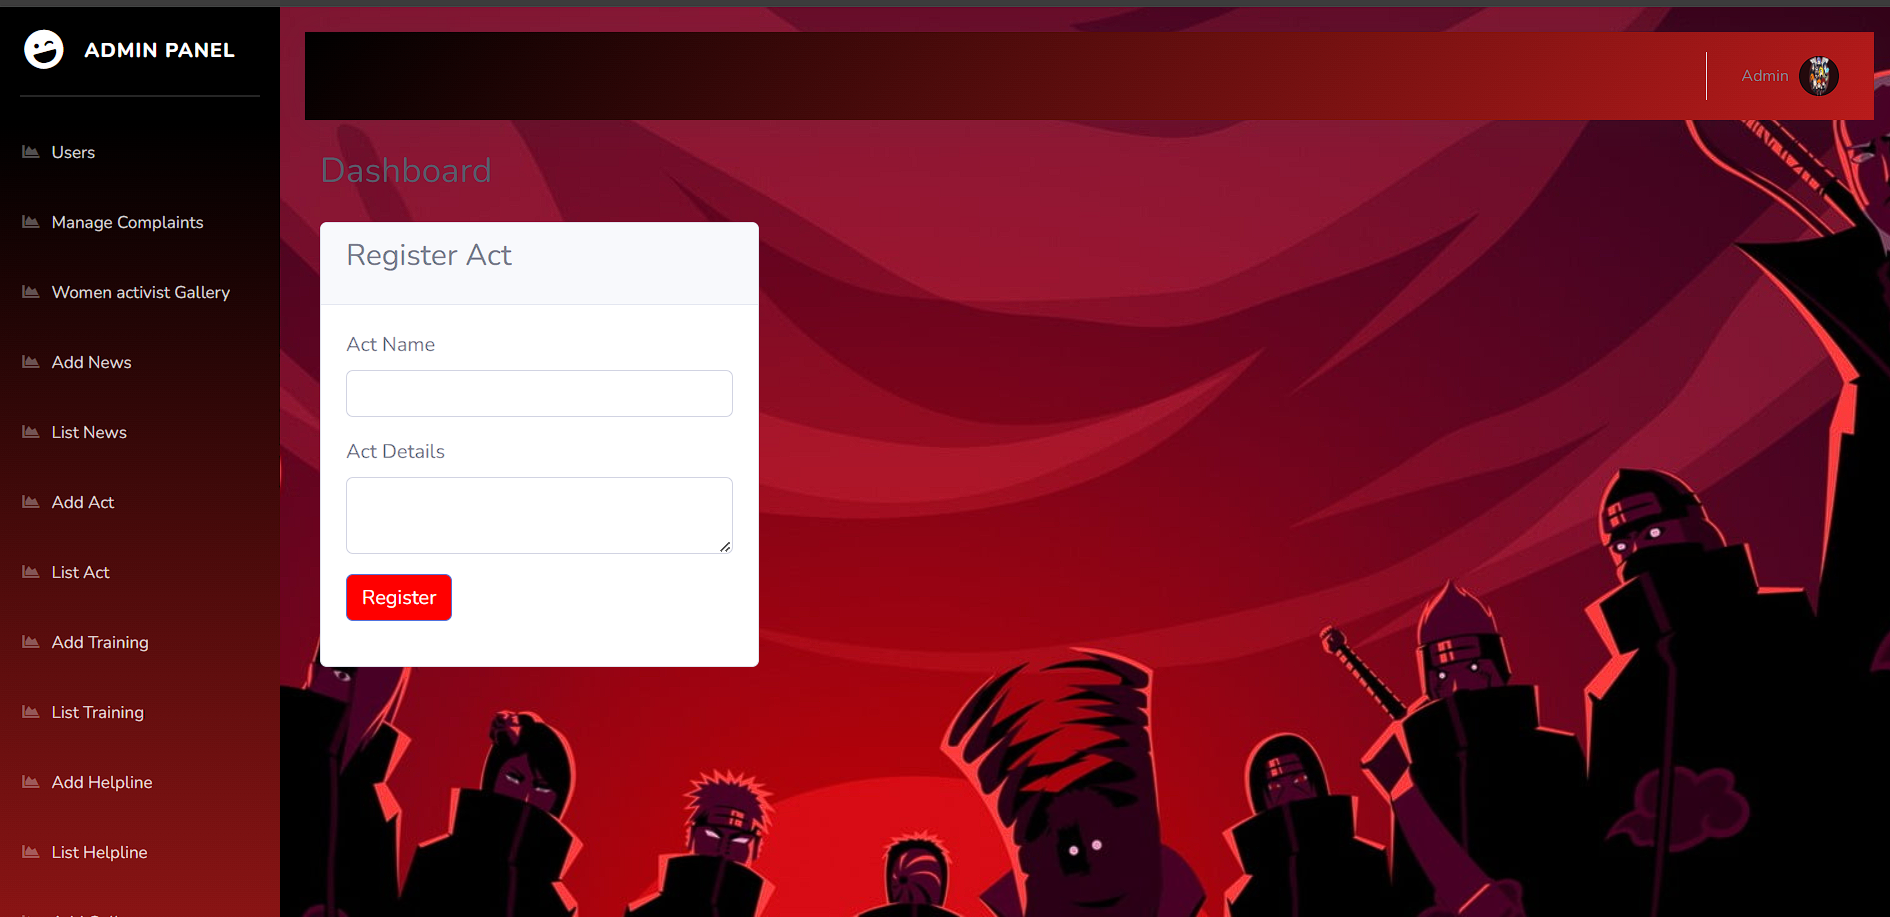 ADMIN PANEL
Users
Manage Complaints
Women activist Gallery
Add News
List News
Add Act
List Act
Add Training
List Training
Add Helpline
List Helpline
Admin
Dashboard
Register Act
Act Name
Act Details
Register